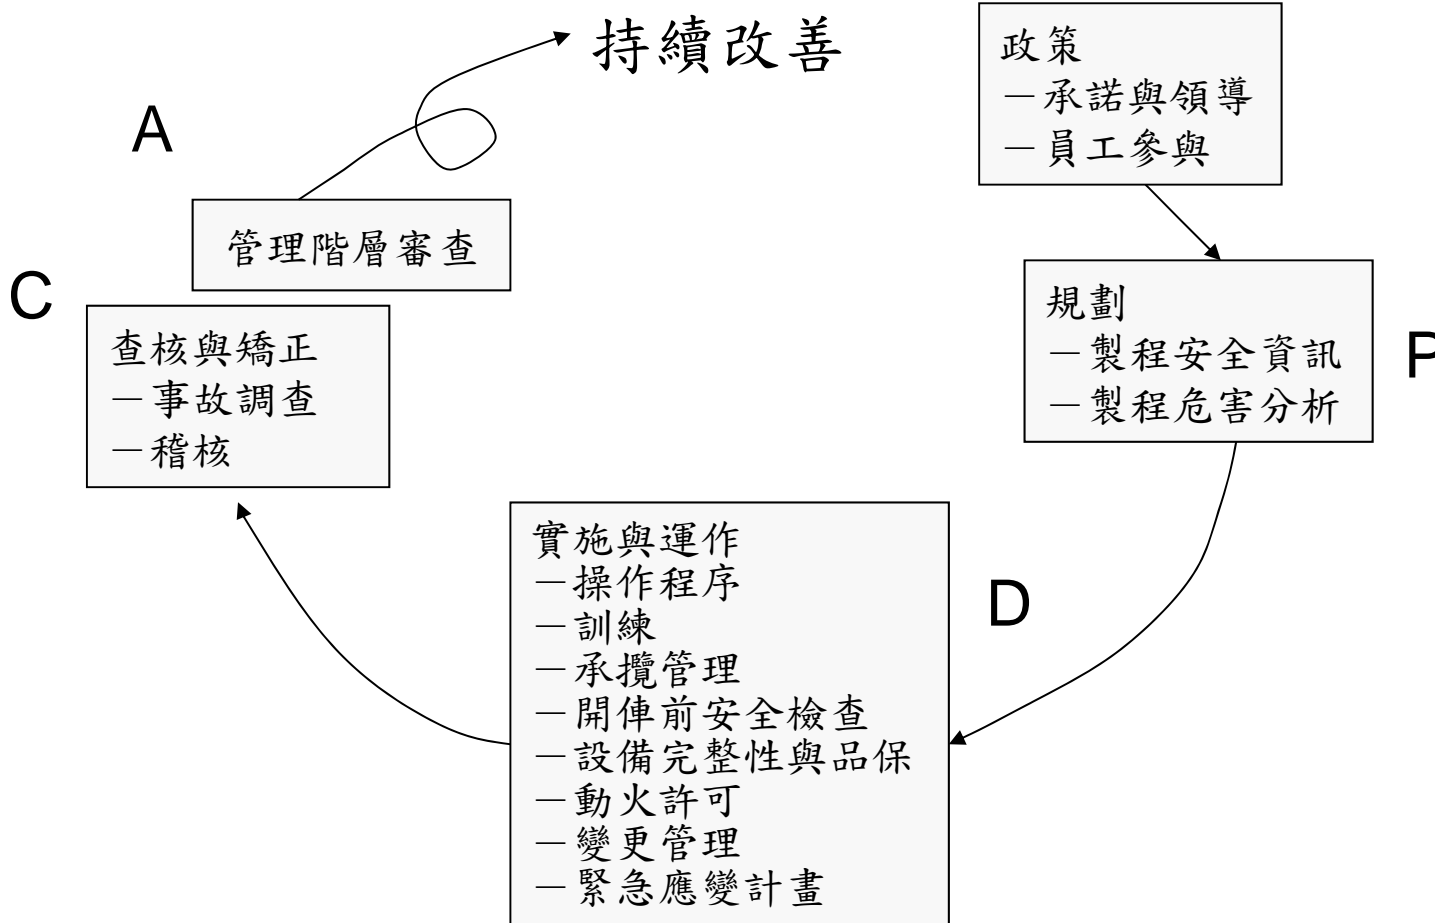 持續改善
政策
－承諾與領導
－員工參與
A
管理階層審查
C
查核與矯正
－事故調查
－稽核
規劃
－製程安全資訊
－製程危害分析
P
實施與運作
－操作程序
－訓練
－承攬管理
－開俥前安全檢查
－設備完整性與品保
－動火許可
－變更管理
－緊急應變計畫
D